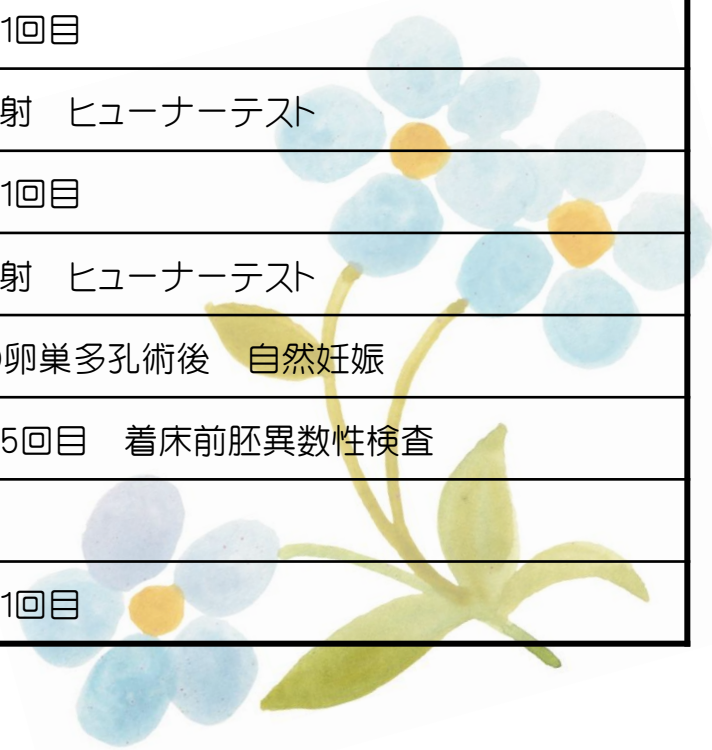 1回目
射　ヒューナーテスト
1回目
射　ヒューナーテスト
卵巣多孔術後　自然妊娠
5回目　着床前胚異数性検査
1回目